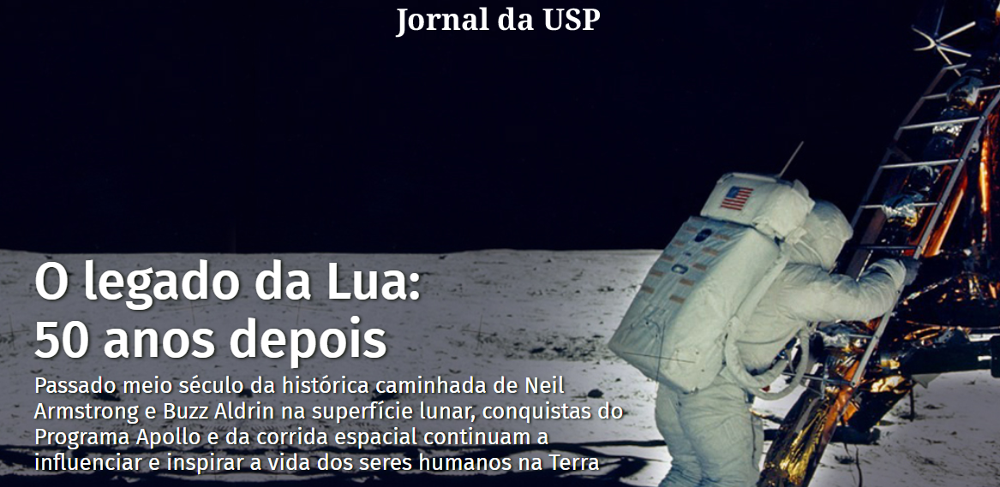 Jornal da USP
O legado da Lua:
50 anos depois
Passado meio século da histórica caminhada de Neil
Armstrong e Buzz Aldrin na superfície lunar, conquistas do
Programa Apollo e da corrida espacial continuam a
influenciar e inspirar a vida dos seres humanos na Terra